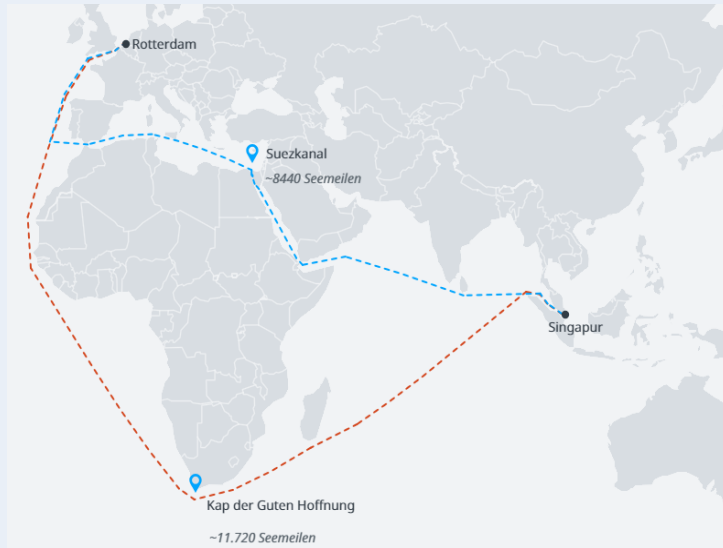 Rotterdam
Suezkanal
~8440 Seemeilen
Singapur
Kap der Guten Hoffnung
~11.720 Seemeilen